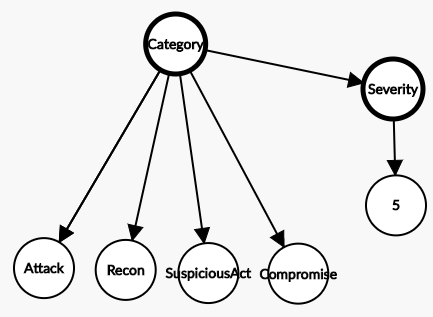 Category
Severity
5
Attack
Recon
SuspiciousAct
Compromise